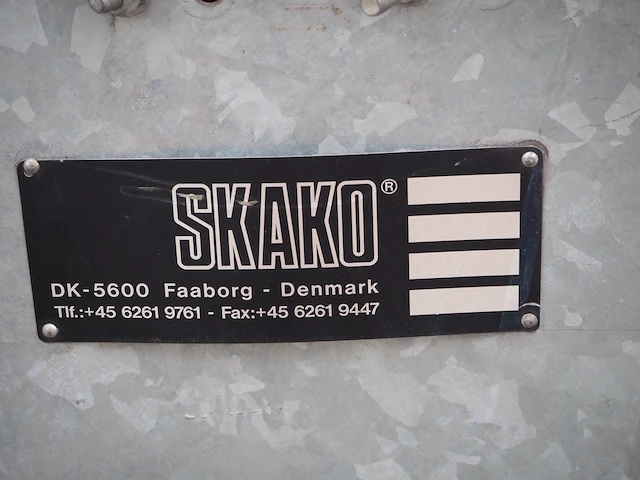 SKAKO®
DK-5600 Faaborg - Denmark
Tlf.:+45 6261 9761 - Fax:+45 6261 9447